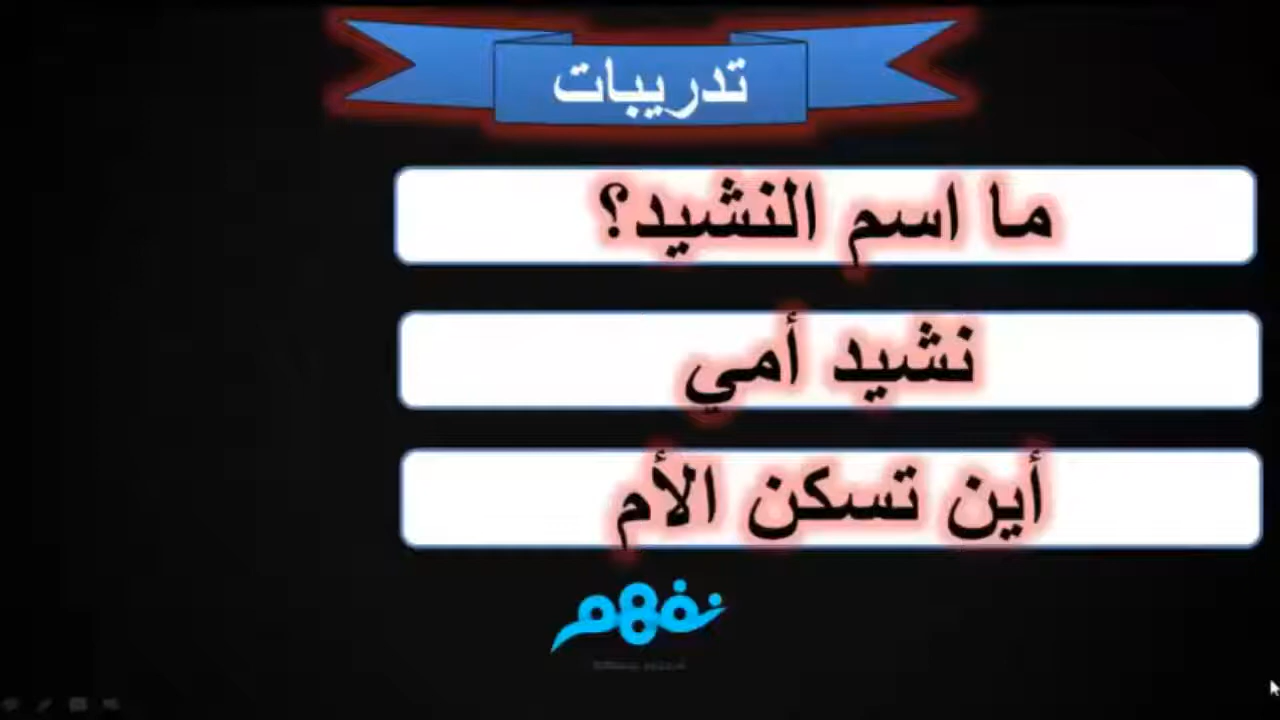 تدريبات
ما اسم النشيد؟
نشيد أمي
أين تسكن الأم
نفهم